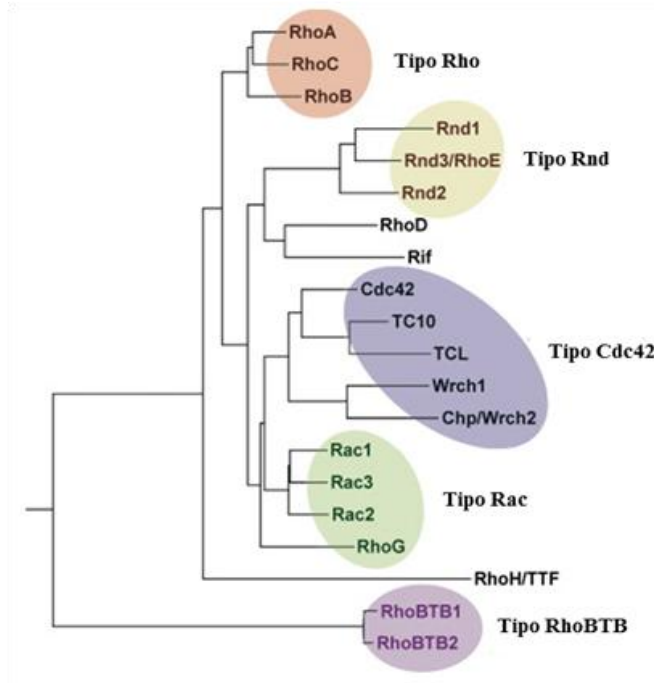 RhoA
RhoC
Tipo Rho
RhoB
Rnd1
Rnd3/RhoE
Tipo Rnd
Rnd2
RhoD
Rif
Cdc42
TC10
TCL
Tipo Cdc42
Wrch1
Chp/Wrch2
Rac1
Rac3
Tipo Rac
Rac2
RhoG
RhoH/TTF
RhoBTB1
Tipo RhoBTB
RhoBTB2